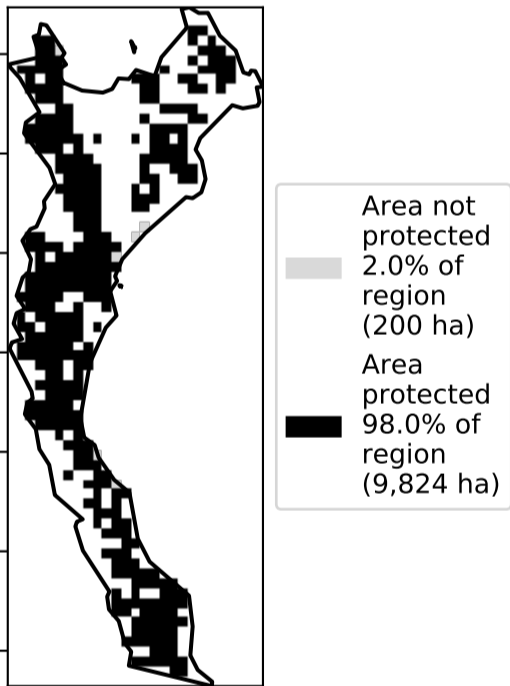 Area not
protected
2.0% of
region
(200 ha)
Area
protected
98.0% of
region
(9,824 ha)